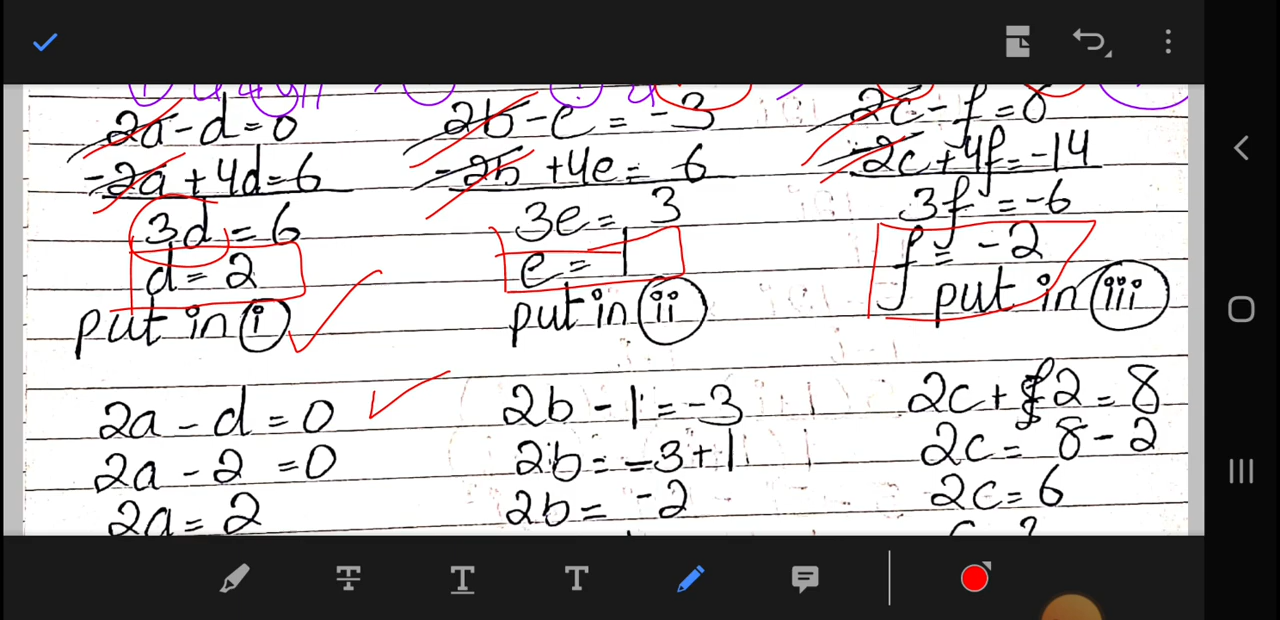 2a - d = 0 2b - e = -3 2c - f = 8
-2a + 4d = 6 -2b + 4e = 6 -2c + 4f = -14
3d = 6 3e = 3 3f = -6
d = 2 e = 1 f = -2
put in (i) put in (ii) put in (iii)
2a - d = 0 2b - 1 = -3 2c + 2 = 8
2a - 2 = 0 2b = -3 + 1 2c = 8 - 2
2a = 2 2b = -2 2c = 6